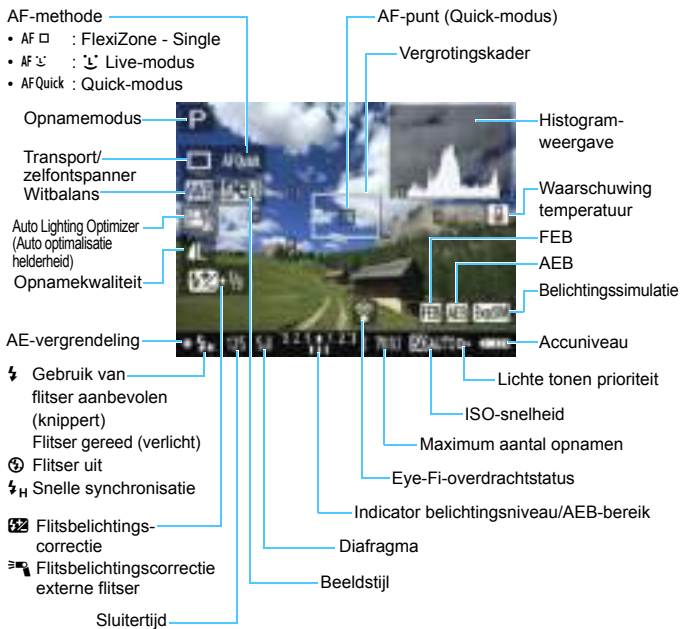 AF-methode
• AF : FlexiZone - Single
• AF : Live-modus
• AFQuick : Quick-modus
Opnamemodus
Transport/
zelfontspanner
Witbalans
Auto Lighting Optimizer
(Auto optimalisatie
helderheid)
Opnamekwaliteit
AE-vergrendeling
Gebruik van
flitser aanbevolen
(knippert)
Flitser gereed (verlicht)
Flitser uit
H Snelle synchronisatie
Flitsbelichtings-
correctie
Flitsbelichtingscorrectie
externe flitser
Sluitertijd
AF-punt (Quick-modus)
Vergrotingskader
Histogram-
weergave
Waarschuwing
temperatuur
FEB
AEB
Belichtingssimulatie
Accuniveau
Lichte tonen prioriteit
ISO-snelheid
Maximum aantal opnamen
Eye-Fi-overdrachtstatus
Indicator belichtingsniveau/AEB-bereik
Diafragma
Beeldstijl
P
AFQuick
FEB AEB